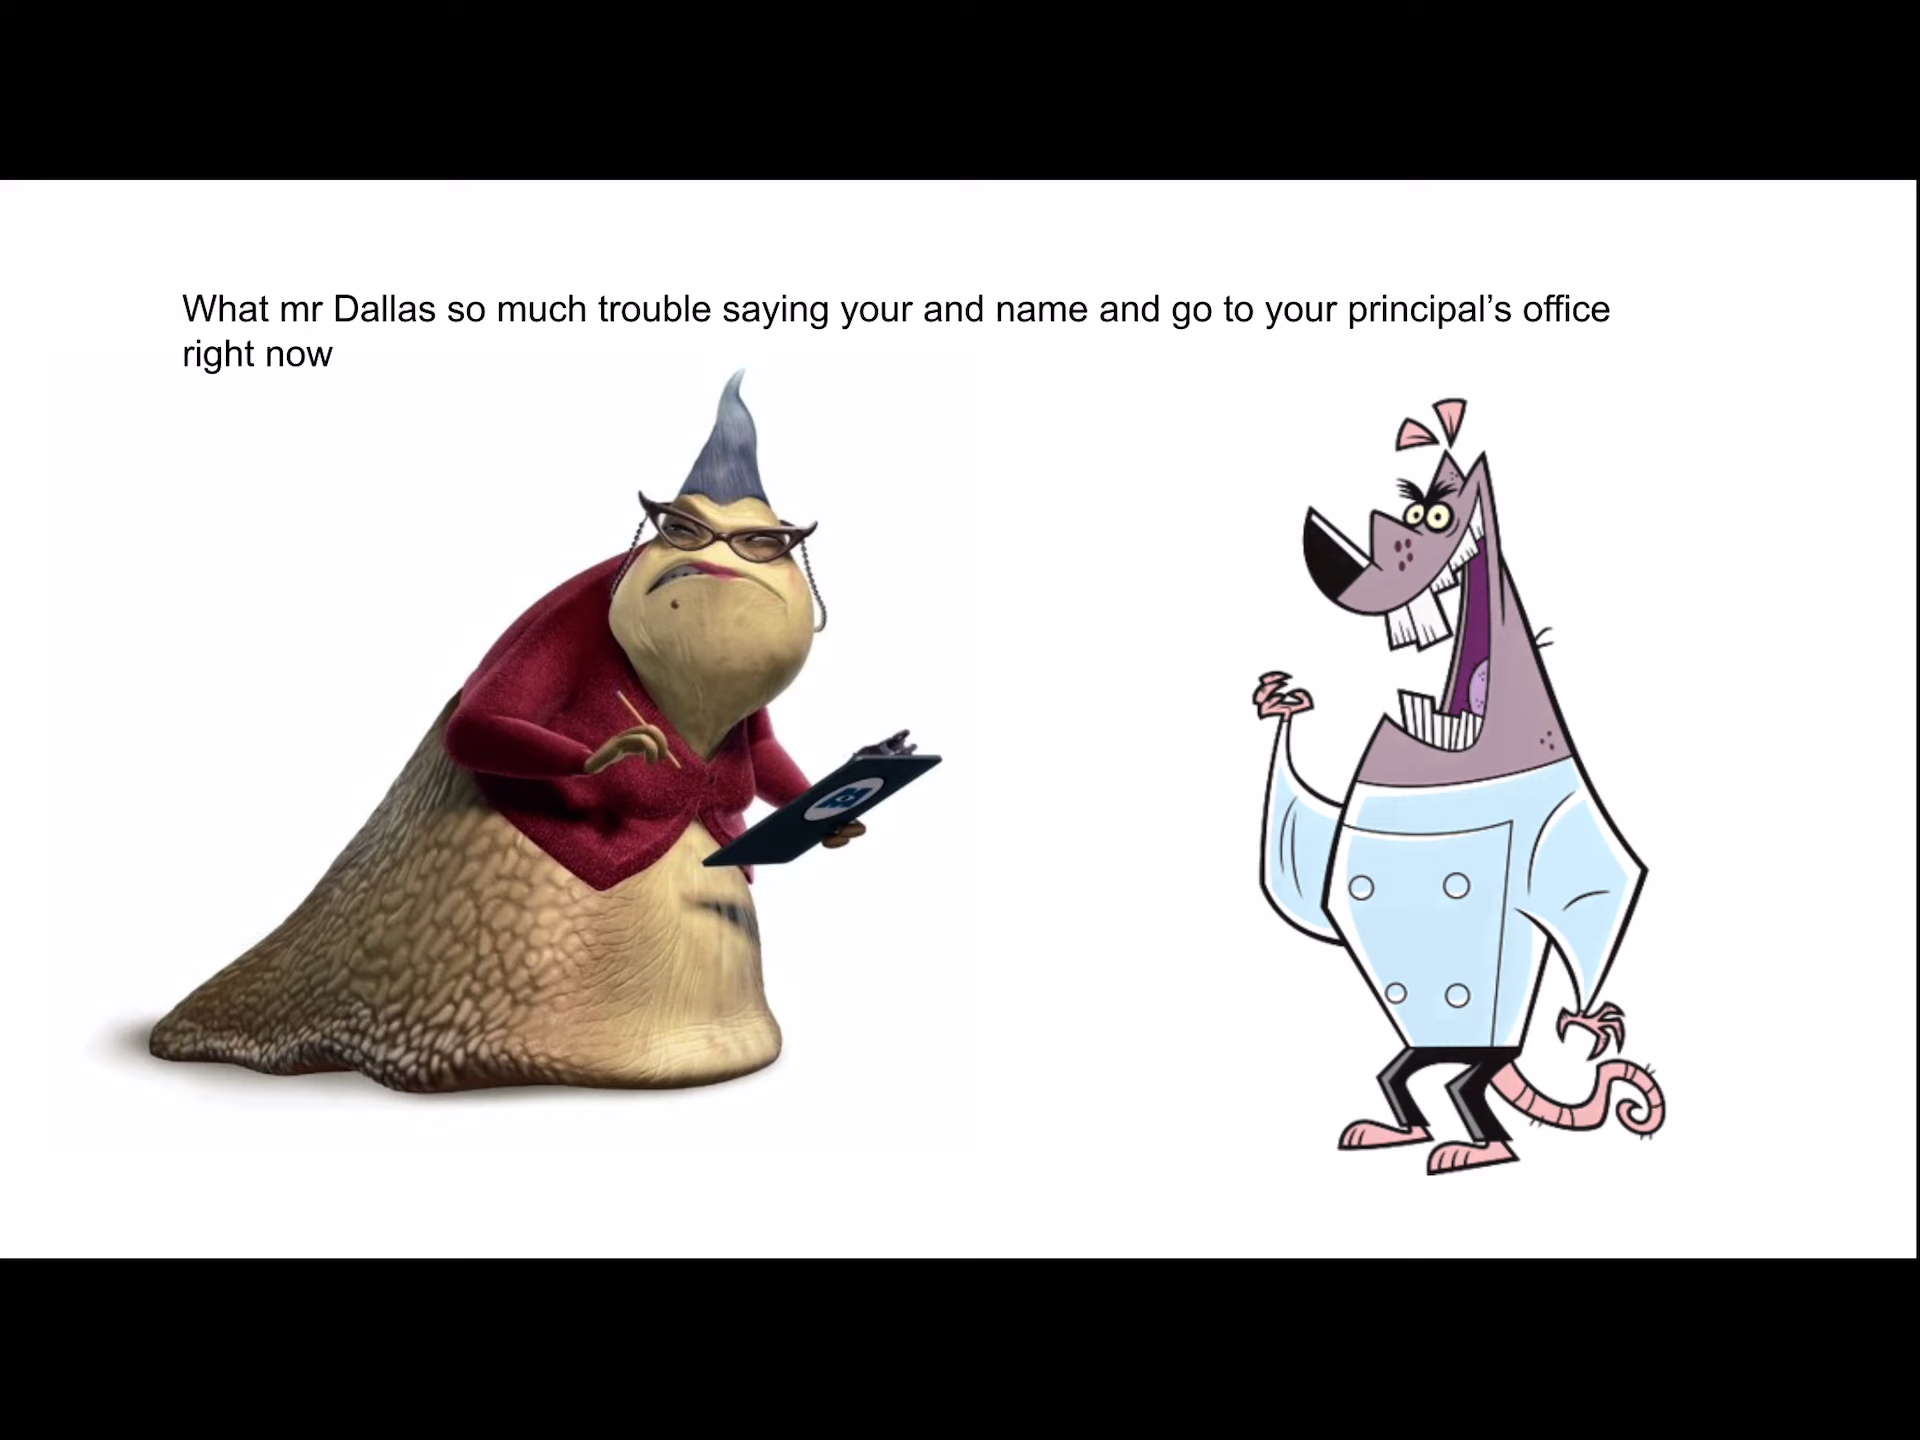 What mr Dallas so much trouble saying your and name and go to your principal’s office
right now